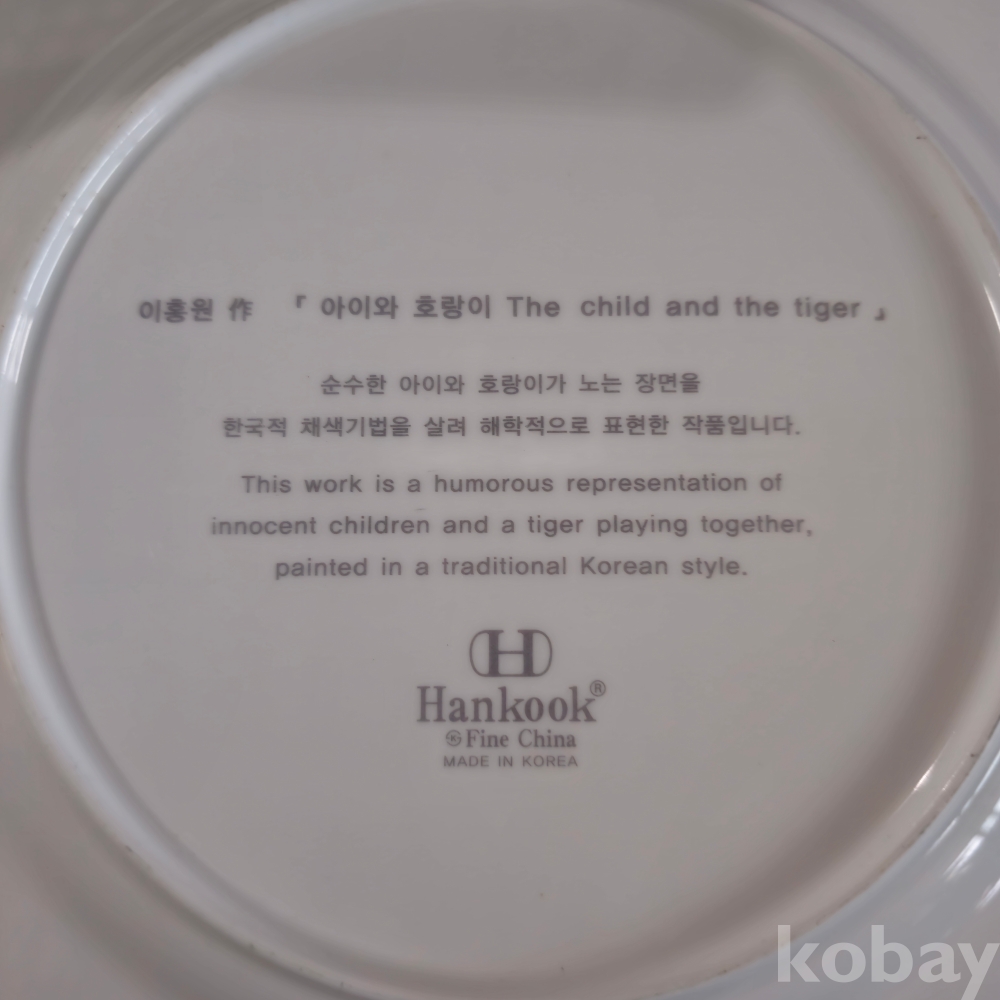 이홍원 作 「 아이와 호랑이 The child and the tiger 」
순수한 아이와 호랑이가 노는 장면을
한국적 채색기법을 살려 해학적으로 표현한 작품입니다.
This work is a humorous representation of
innocent children and a tiger playing together,
painted in a traditional Korean style.
H
Hankook®
Fine China
MADE IN KOREA
kobay